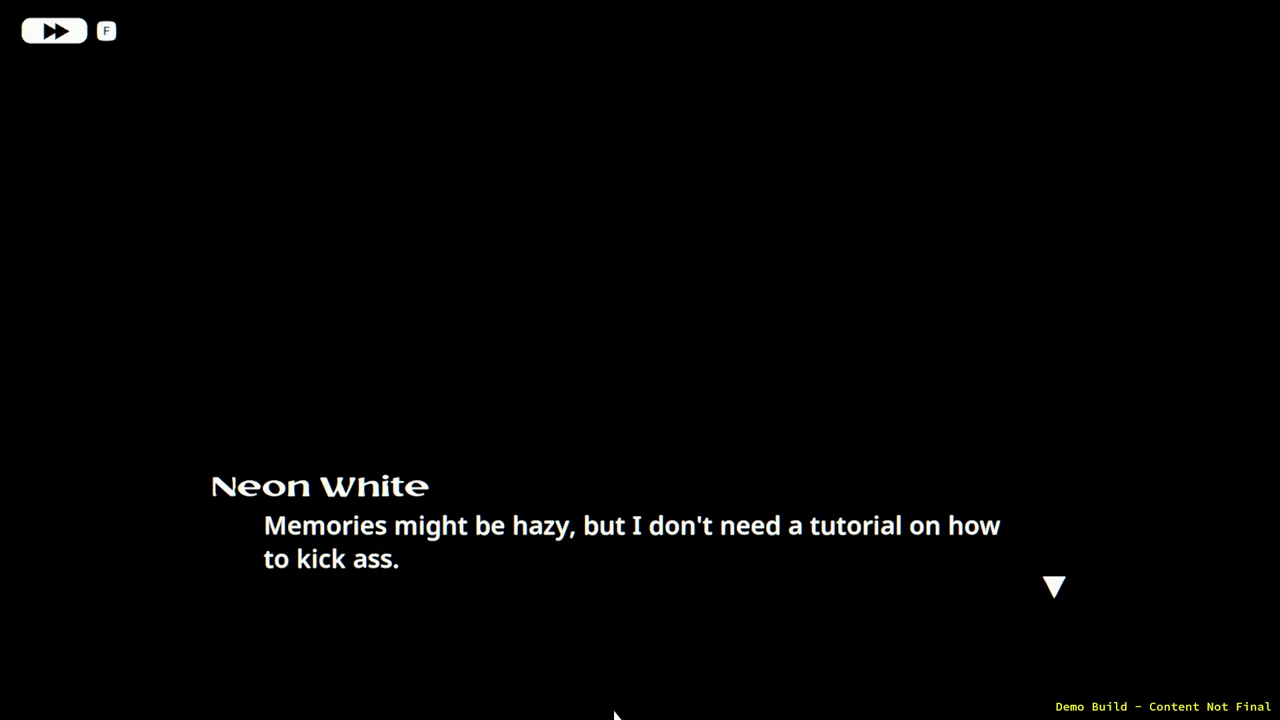 F
Neon White
Memories might be hazy, but I don't need a tutorial on how
to kick ass.
Demo Build - Content Not Final